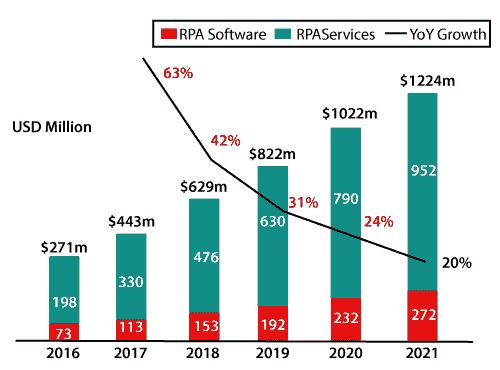 RPA Software RPAServices YoY Growth
63%
$1224m
USD Million
$1022m
42%
$822m
$629m
952
$443m
31%
790
24%
630
$271m
476
20%
330
198
272
232
192
153
113
73
2016 2017 2018 2019 2020 2021